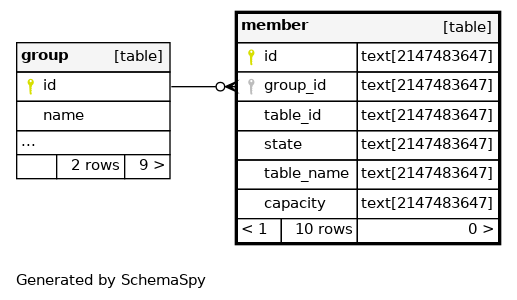 group [table]
id
name
...
2 rows 9 >
member [table]
id text[2147483647]
group_id text[2147483647]
table_id text[2147483647]
state text[2147483647]
table_name text[2147483647]
capacity text[2147483647]
< 1 10 rows 0 >
Generated by SchemaSpy